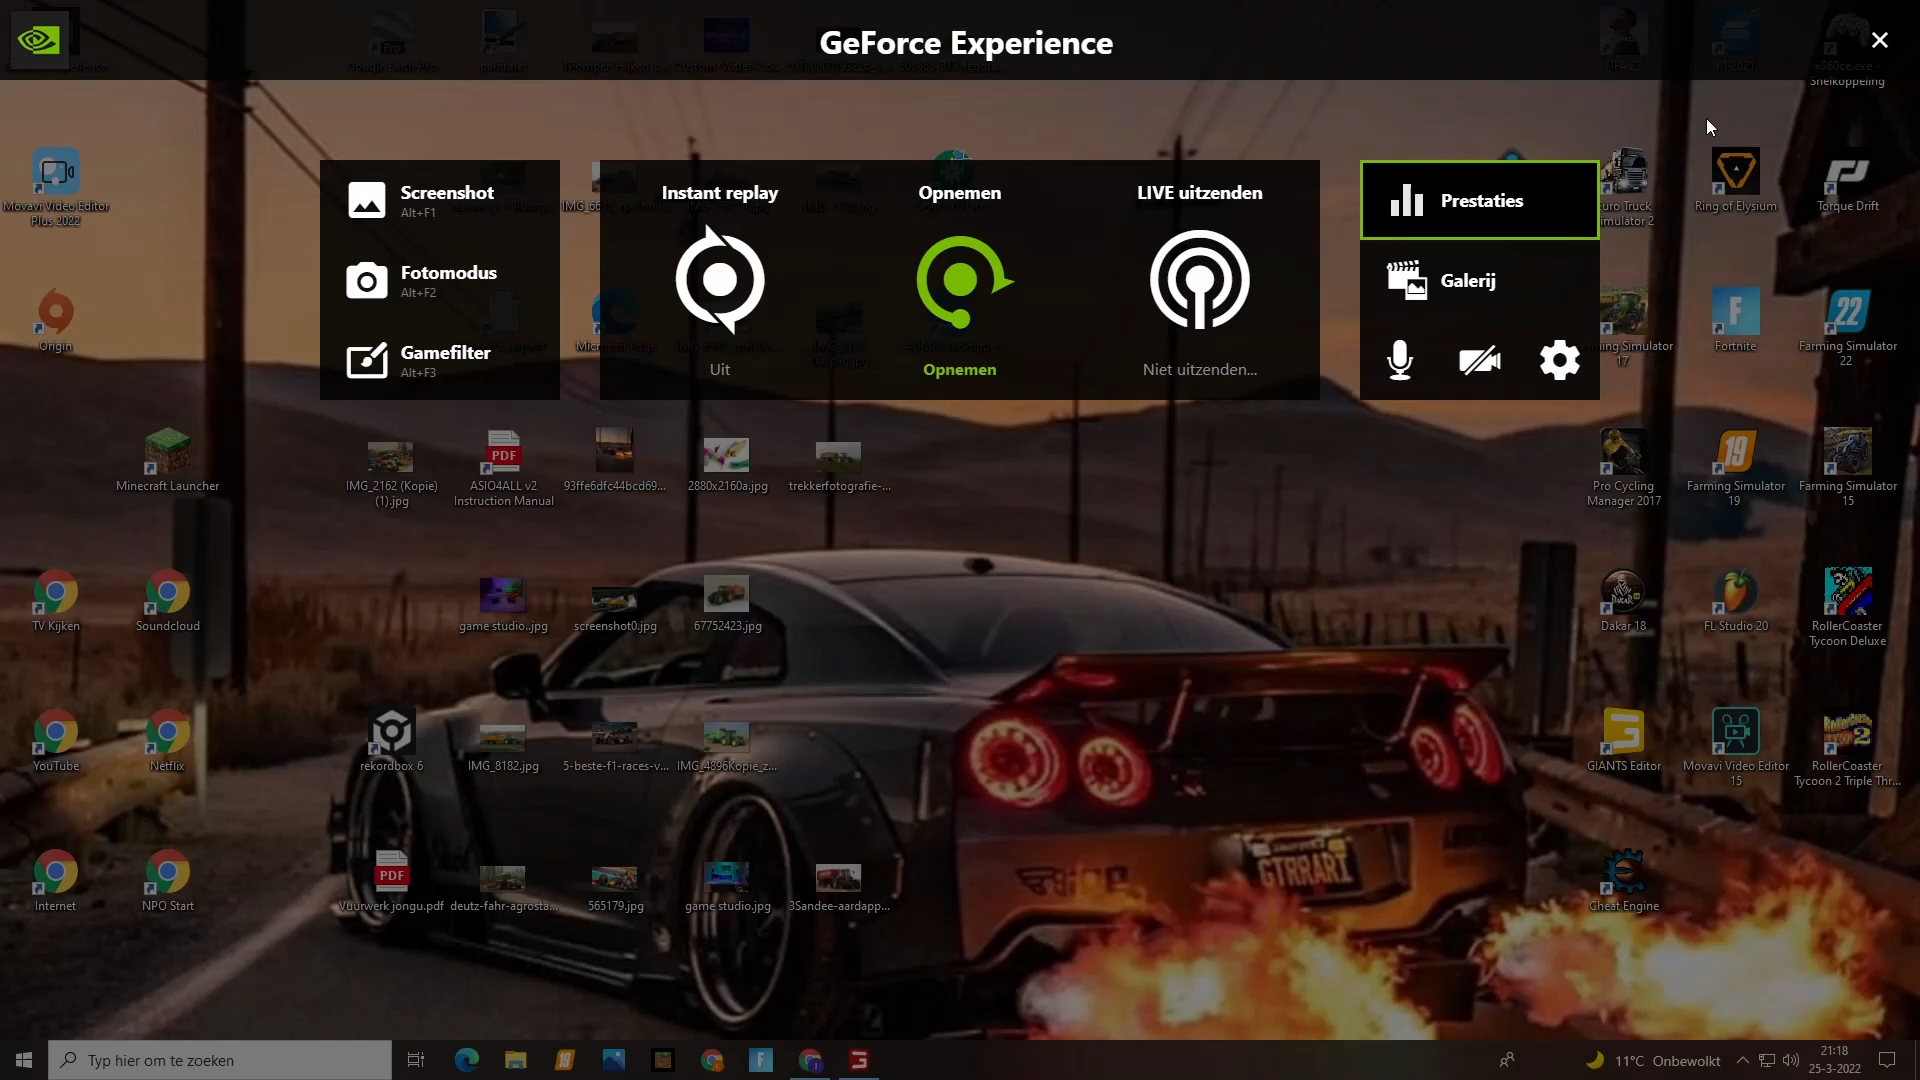 GeForce Experience
Snelkoppeling
Screenshot
Alt+F1
Fotomodus
Alt+F2
Gamefilter
Alt+F3
Instant replay
Uit
Opnemen
Opnemen
LIVE uitzenden
Niet uitzenden...
Prestaties
Galerij
Movavi Video Editor
Plus 2022
Ring of Elysium
Torque Drift
Origin
Fortnite
Farming Simulator
22
17
Minecraft Launcher
IMG_2162 (Kopie)
(1).jpg
PDF
ASIO4ALL v2
Instruction Manual
93ffe6dfc44bcd69...
2880x2160a.jpg
trekkerfotografie-...
Pro Cycling
Manager 2017
Farming Simulator
19
Farming Simulator
15
TV Kijken
Soundcloud
game studio..jpg
screenshot0.jpg
67752423.jpg
Dakar 18
FL Studio 20
RollerCoaster
Tycoon Deluxe
YouTube
Netflix
rekordbox 6
IMG_8182.jpg
5-beste-f1-races-v...
IMG_4896Kopie_z...
GIANTS Editor
Movavi Video Editor
15
RollerCoaster
Tycoon 2 Triple Thr...
Internet
NPO Start
PDF
Vuurwerk jongu.pdf
deutz-fahr-agrosta...
565179.jpg
game studio.jpg
3Sandee-aardapp...
Cheat Engine
GTRRARI
Typ hier om te zoeken
11°C Onbewolkt
21:18
25-3-2022